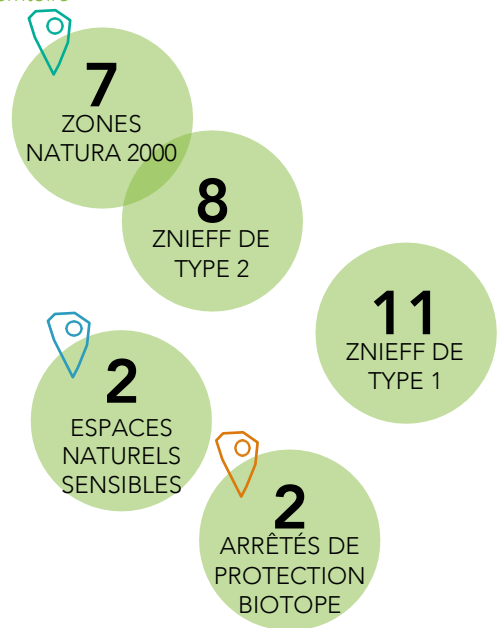 7
ZONES
NATURA 2000
8
ZNIEFF DE
TYPE 2
11
ZNIEFF DE
TYPE 1
2
ESPACES
NATURELS
SENSIBLES
2
ARRÊTÉS DE
PROTECTION
BIOTOPE